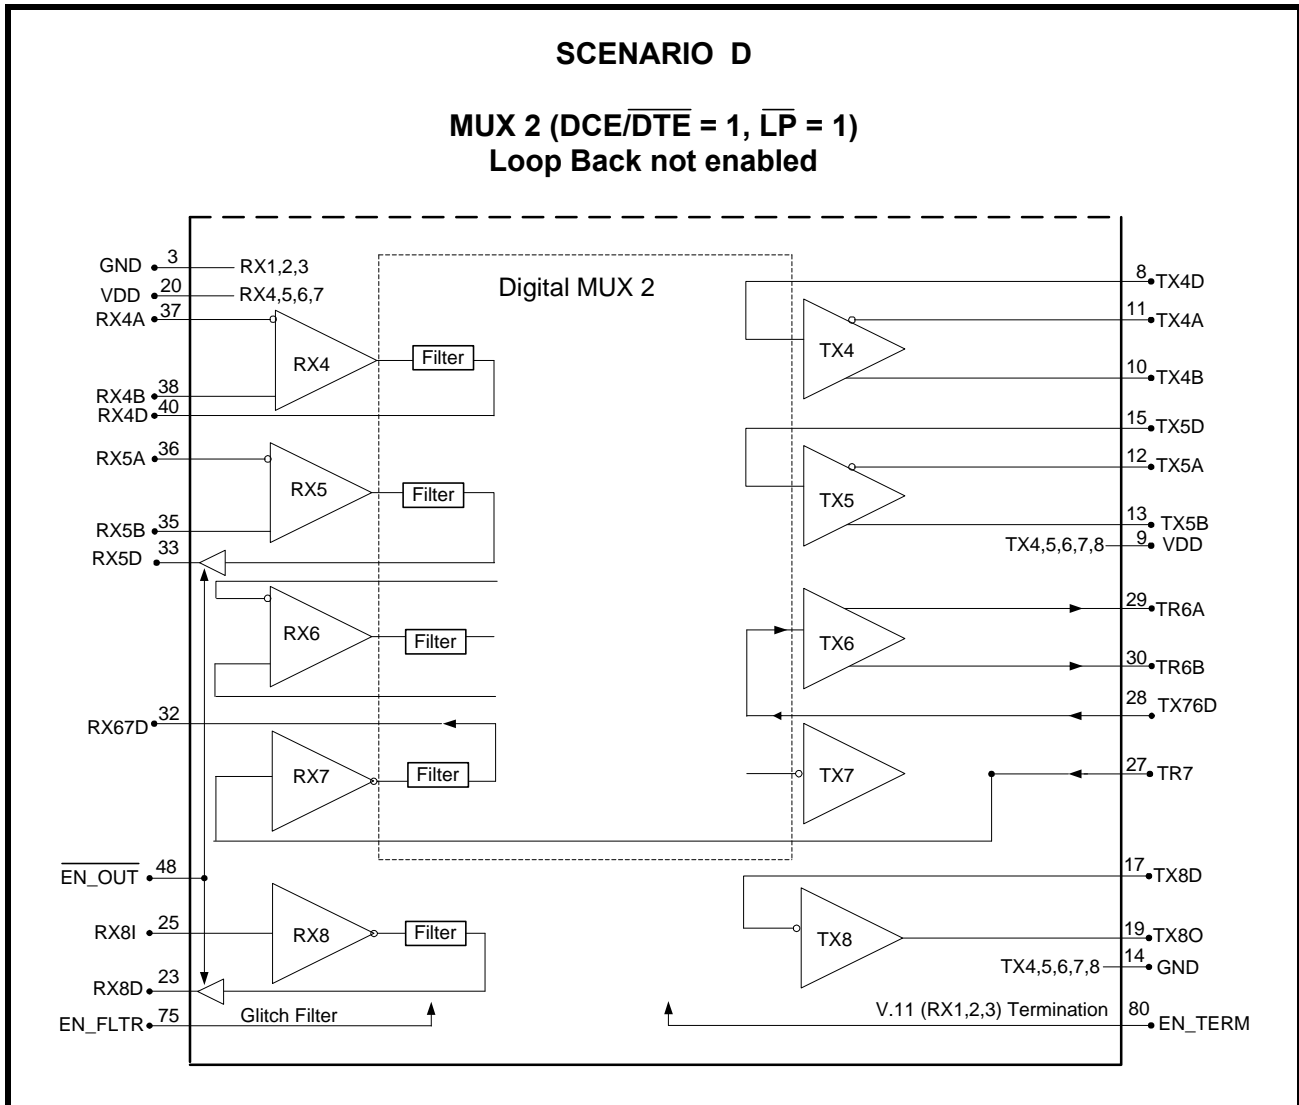 SCENARIO D
MUX 2 (DCE/D̅T̅E̅ = 1, L̅P̅ = 1)
Loop Back not enabled
Digital MUX 2
GND 3 RX1,2,3
VDD 20 RX4,5,6,7
RX4A 37
RX4 Filter
RX4B 38
RX4D 40
RX5A 36
RX5 Filter
RX5B 35
RX5D 33
RX6 Filter
RX67D 32
RX7 Filter
E̅N̅_̅O̅U̅T̅ 48
RX8I 25
RX8 Filter
RX8D 23
EN_FLTR 75 Glitch Filter
8 TX4D
11 TX4A
TX4
10 TX4B
15 TX5D
12 TX5A
TX5
13 TX5B
TX4,5,6,7,8 9 VDD
29 TR6A
TX6
30 TR6B
28 TX76D
TX7
27 TR7
17 TX8D
TX8
19 TX8O
TX4,5,6,7,8 14 GND
V.11 (RX1,2,3) Termination 80 EN_TERM